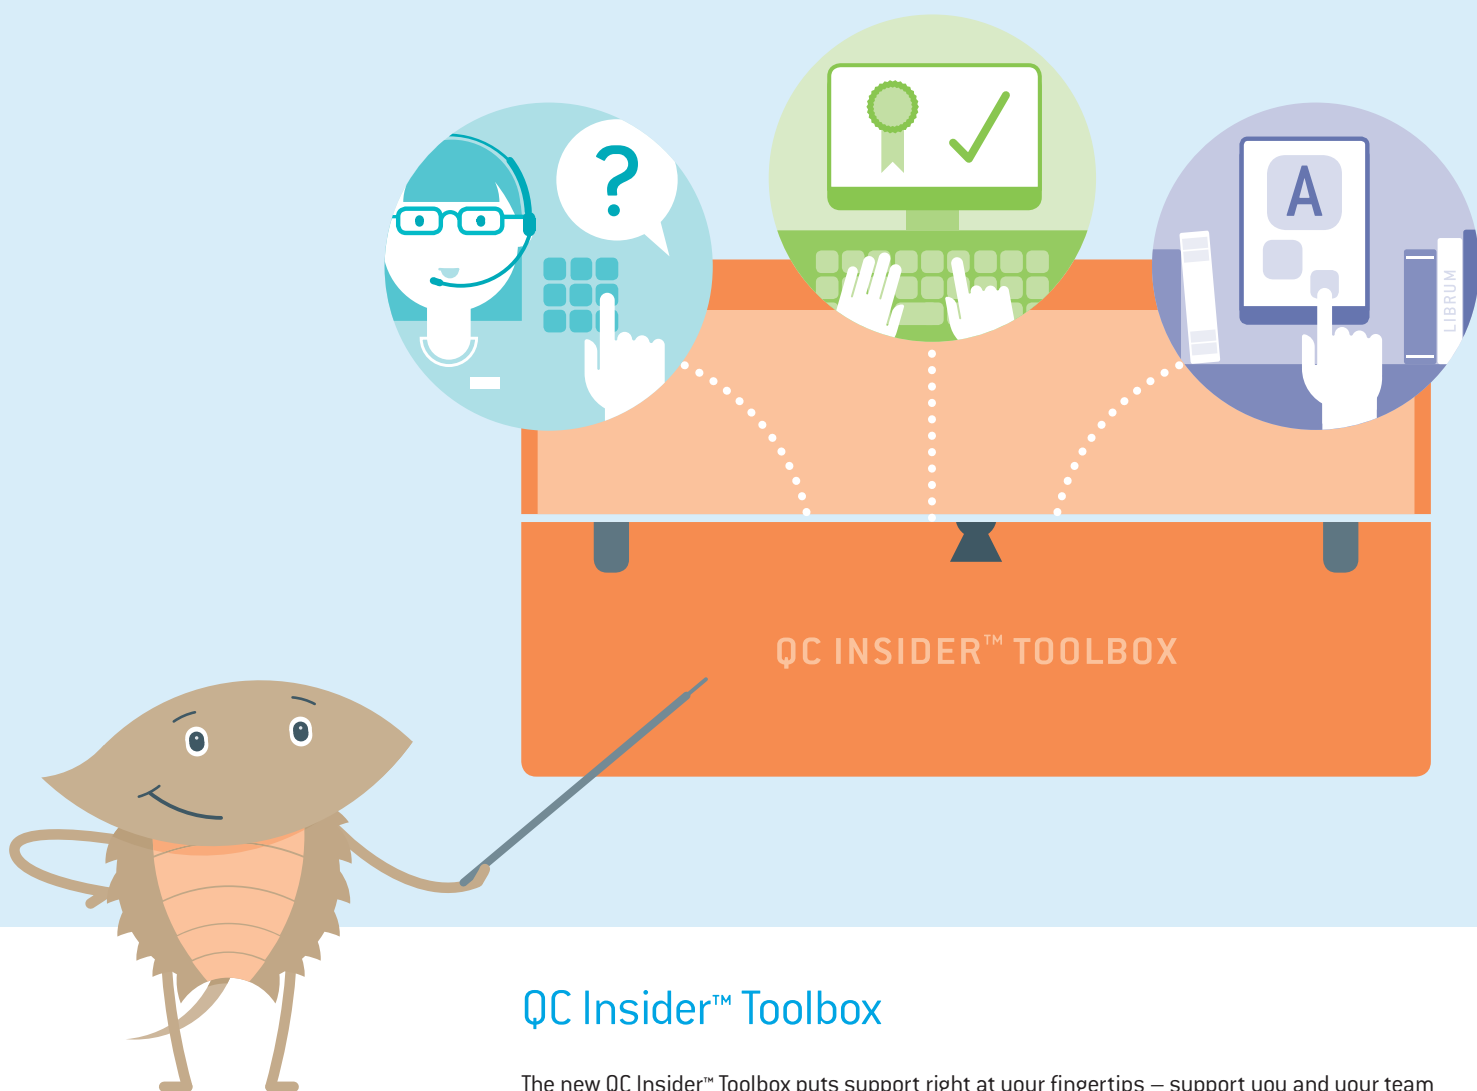 ?
A
LIBRUM
QC INSIDER™ TOOLBOX
QC Insider™ Toolbox
The new QC Insider™ Toolbox puts support right at your fingertips – support you and your team